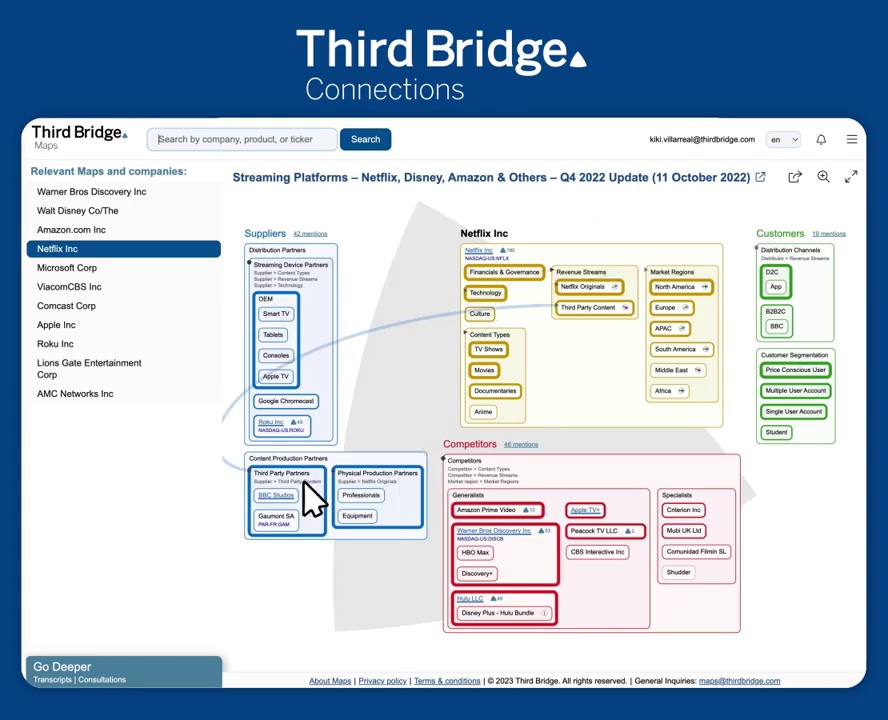 Third Bridge
Connections
Third Bridge
Maps
Search by company, product, or ticker
Search
kiki.villarreal@thirdbridge.com
en
Relevant Maps and companies:
Warner Bros Discovery Inc
Walt Disney Co/The
Amazon.com Inc
Netflix Inc
Microsoft Corp
ViacomCBS Inc
Comcast Corp
Apple Inc
Roku Inc
Lions Gate Entertainment
Corp
AMC Networks Inc
Go Deeper
Transcripts | Consultations
Streaming Platforms – Netflix, Disney, Amazon & Others – Q4 2022 Update (11 October 2022)
Suppliers 42 mentions
Distribution Partners
Streaming Device Partners
Supplier > Content Types
Supplier > Revenue Streams
Supplier > Technology
OEM
Smart TV
Tablets
Consoles
Apple TV
Google Chromecast
Roku Inc
NASDAQ-US:ROKU
Content Production Partners
Third Party Partners
Supplier > Third Party Content
BBC Studios
Gaumont SA
PAR-FR:GAM
Physical Production Partners
Supplier > Netflix Originals
Professionals
Equipment
Netflix Inc
Netflix Inc
NASDAQ-US:NFLX
Financials & Governance
Technology
Culture
Content Types
TV Shows
Movies
Documentaries
Anime
Revenue Streams
Netflix Originals
Third Party Content
Market Regions
North America
Europe
APAC
South America
Middle East
Africa
Customers 19 mentions
Distribution Channels
Distributor > Revenue Streams
D2C
App
B2B2C
BBC
Customer Segmentation
Price Conscious User
Multiple User Account
Single User Account
Student
Competitors 46 mentions
Competitors
Competitor > Content Types
Competitor > Revenue Streams
Market region > Market Regions
Generalists
Amazon Prime Video
Warner Bros Discovery Inc
NASDAQ-US:DISCB
HBO Max
Discovery+
Hulu LLC
Disney Plus - Hulu Bundle
Apple TV+
Peacock TV LLC
CBS Interactive Inc
Specialists
Criterion Inc
Mubi UK Ltd
Comunidad Filmin SL
Shudder
About Maps | Privacy policy | Terms & conditions | © 2023 Third Bridge. All rights reserved. | General Inquiries: maps@thirdbridge.com